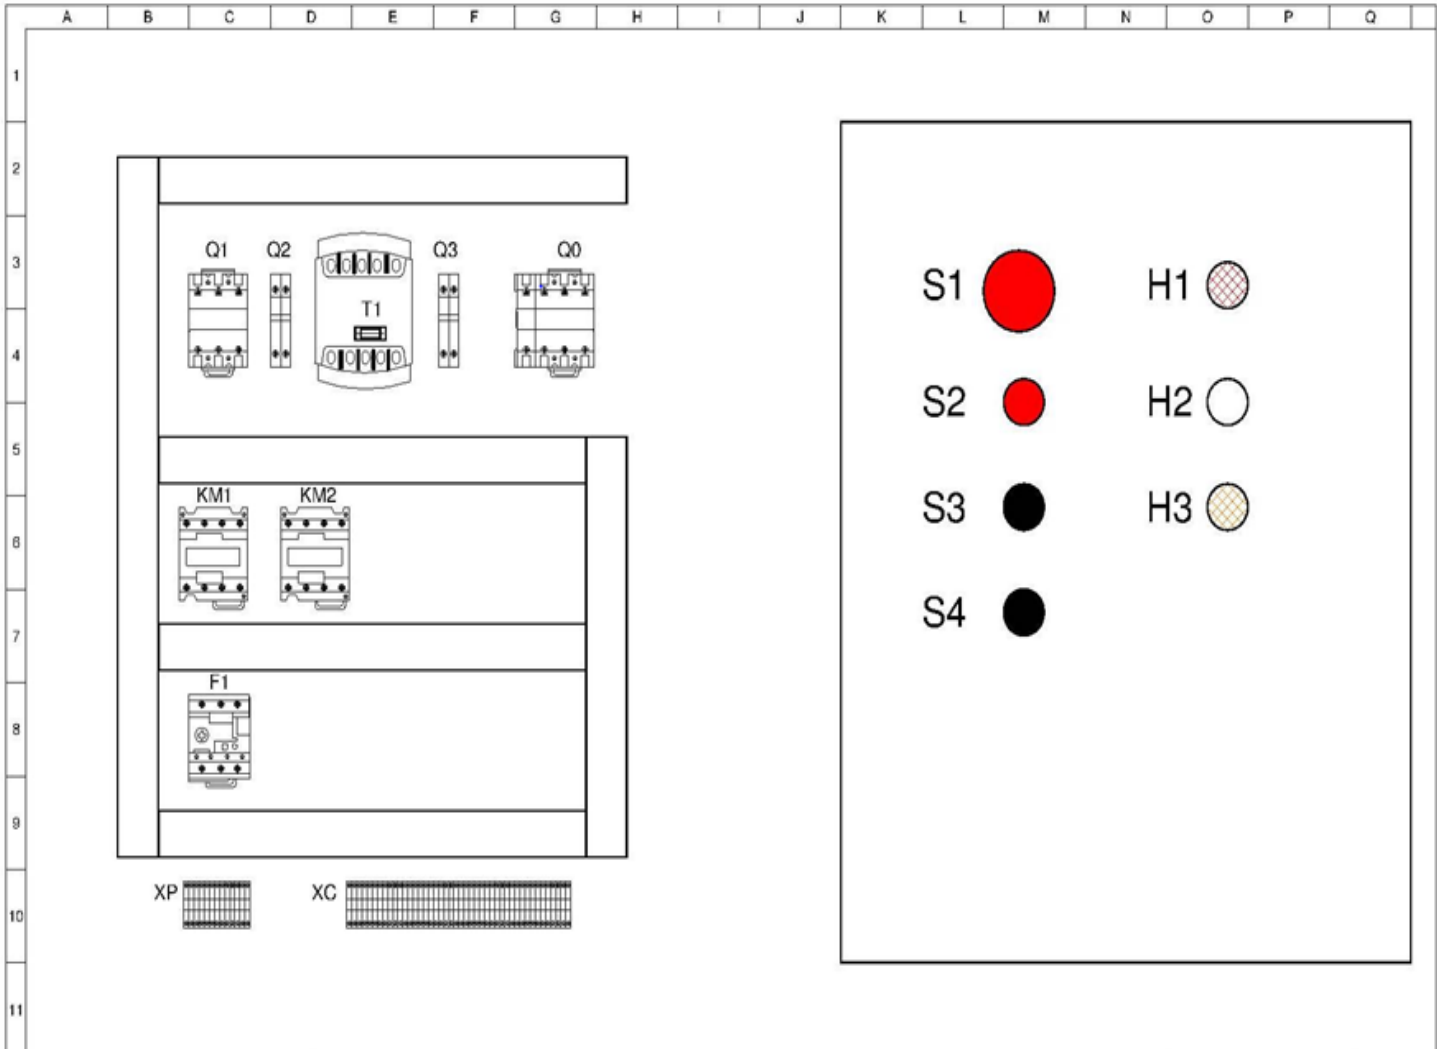 A B C D E F G H I J K L M N O P Q
1
2
3
4
5
6
7
8
9
10
11
Q1 Q2 Q3 Q0
T1
KM1 KM2
F1
XP XC
S1 H1
S2 H2
S3 H3
S4